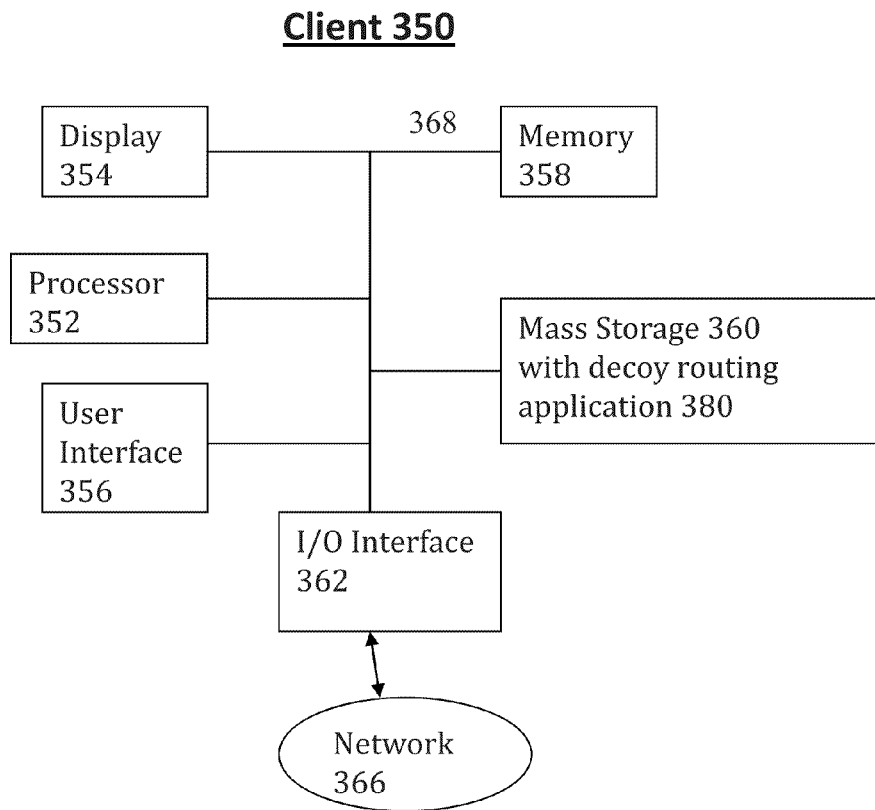 Client 350
Display
354
368
Memory
358
Processor
352
Mass Storage 360
with decoy routing
application 380
User
Interface
356
I/O Interface
362
Network
366